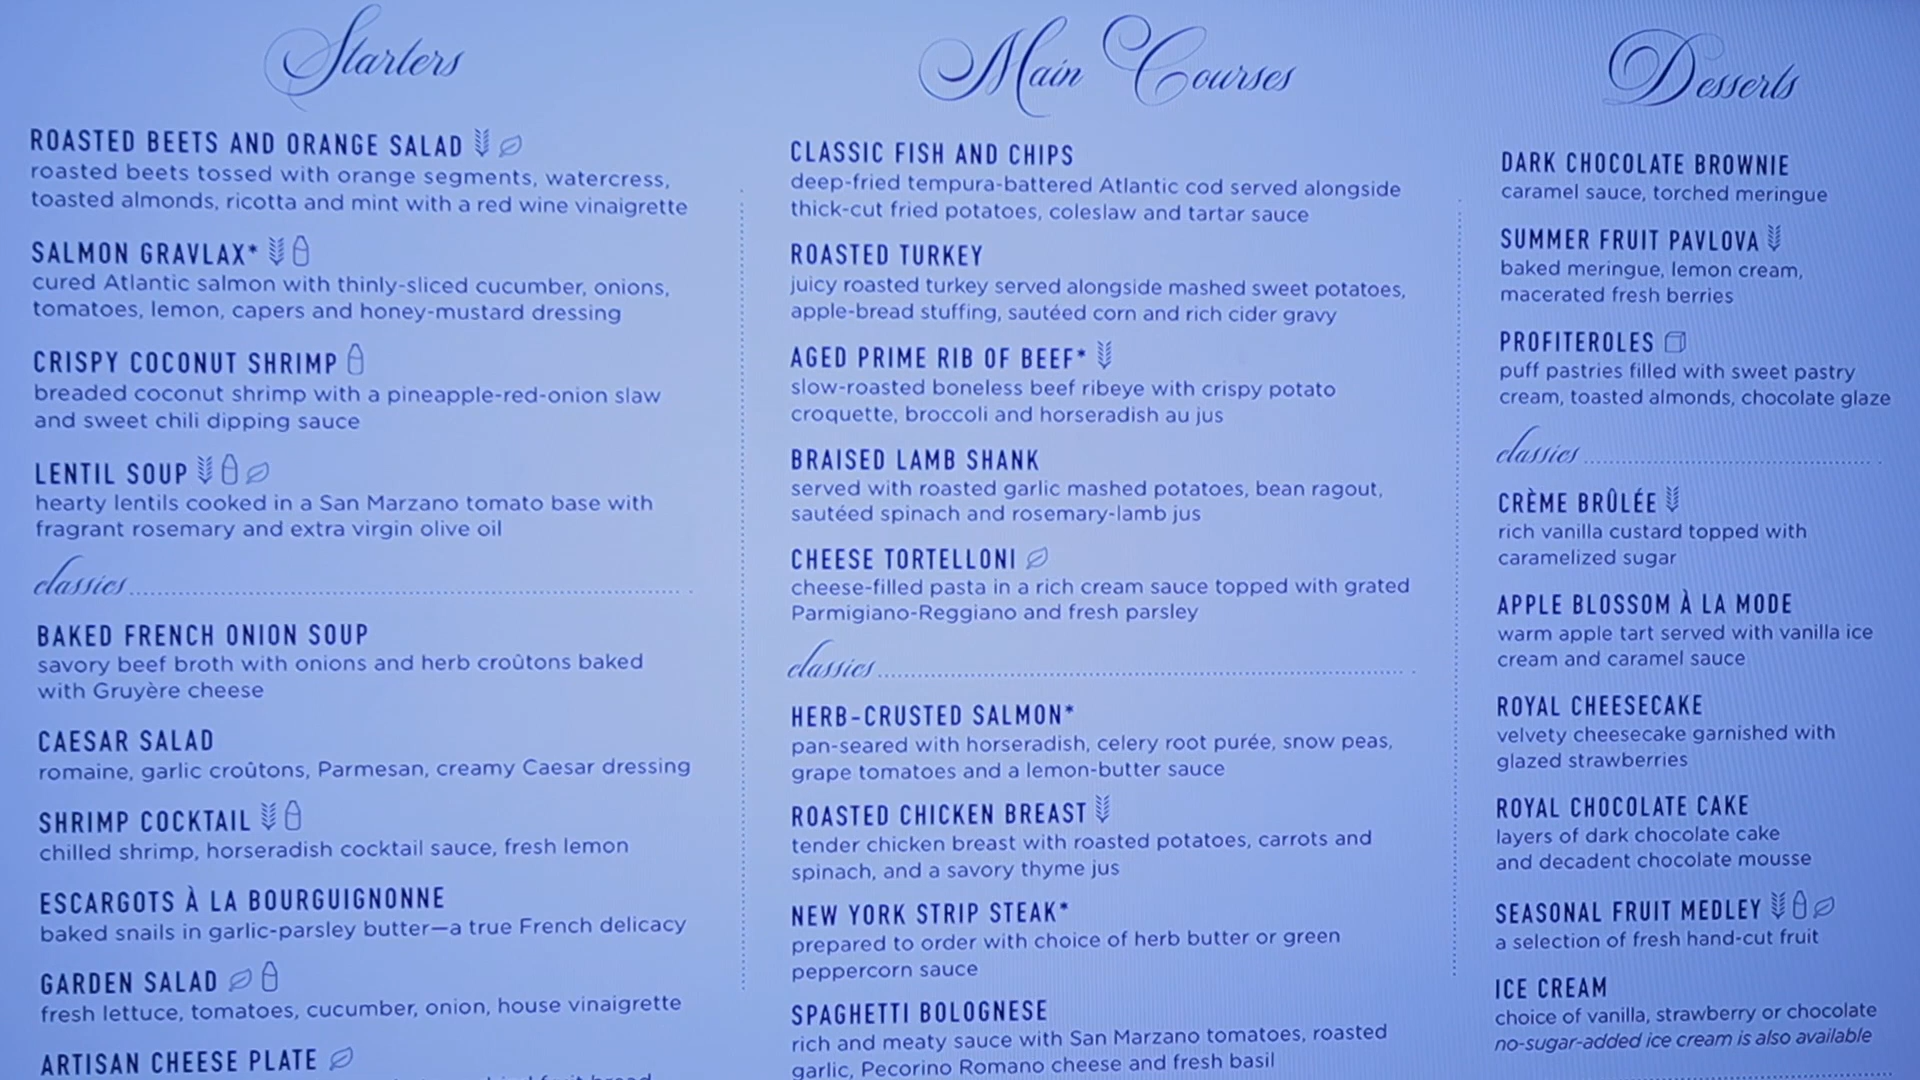 Starters
ROASTED BEETS AND ORANGE SALAD
roasted beets tossed with orange segments, watercress,
toasted almonds, ricotta and mint with a red wine vinaigrette
SALMON GRAVLAX*
cured Atlantic salmon with thinly-sliced cucumber, onions,
tomatoes, lemon, capers and honey-mustard dressing
CRISPY COCONUT SHRIMP
breaded coconut shrimp with a pineapple-red-onion slaw
and sweet chili dipping sauce
LENTIL SOUP
hearty lentils cooked in a San Marzano tomato base with
fragrant rosemary and extra virgin olive oil
classics
BAKED FRENCH ONION SOUP
savory beef broth with onions and herb croûtons baked
with Gruyère cheese
CAESAR SALAD
romaine, garlic croûtons, Parmesan, creamy Caesar dressing
SHRIMP COCKTAIL
chilled shrimp, horseradish cocktail sauce, fresh lemon
ESCARGOTS À LA BOURGUIGNONNE
baked snails in garlic-parsley butter—a true French delicacy
GARDEN SALAD
fresh lettuce, tomatoes, cucumber, onion, house vinaigrette
ARTISAN CHEESE PLATE
Main Courses
CLASSIC FISH AND CHIPS
deep-fried tempura-battered Atlantic cod served alongside
thick-cut fried potatoes, coleslaw and tartar sauce
ROASTED TURKEY
juicy roasted turkey served alongside mashed sweet potatoes,
apple-bread stuffing, sautéed corn and rich cider gravy
AGED PRIME RIB OF BEEF*
slow-roasted boneless beef ribeye with crispy potato
croquette, broccoli and horseradish au jus
BRAISED LAMB SHANK
served with roasted garlic mashed potatoes, bean ragout,
sautéed spinach and rosemary-lamb jus
CHEESE TORTELLONI
cheese-filled pasta in a rich cream sauce topped with grated
Parmigiano-Reggiano and fresh parsley
classics
HERB-CRUSTED SALMON*
pan-seared with horseradish, celery root purée, snow peas,
grape tomatoes and a lemon-butter sauce
ROASTED CHICKEN BREAST
tender chicken breast with roasted potatoes, carrots and
spinach, and a savory thyme jus
NEW YORK STRIP STEAK*
prepared to order with choice of herb butter or green
peppercorn sauce
SPAGHETTI BOLOGNESE
rich and meaty sauce with San Marzano tomatoes, roasted
garlic, Pecorino Romano cheese and fresh basil
Desserts
DARK CHOCOLATE BROWNIE
caramel sauce, torched meringue
SUMMER FRUIT PAVLOVA
baked meringue, lemon cream,
macerated fresh berries
PROFITEROLES
puff pastries filled with sweet pastry
cream, toasted almonds, chocolate glaze
classics
CRÈME BRÛLÉE
rich vanilla custard topped with
caramelized sugar
APPLE BLOSSOM À LA MODE
warm apple tart served with vanilla ice
cream and caramel sauce
ROYAL CHEESECAKE
velvety cheesecake garnished with
glazed strawberries
ROYAL CHOCOLATE CAKE
layers of dark chocolate cake
and decadent chocolate mousse
SEASONAL FRUIT MEDLEY
a selection of fresh hand-cut fruit
ICE CREAM
choice of vanilla, strawberry or chocolate
no-sugar-added ice cream is also available